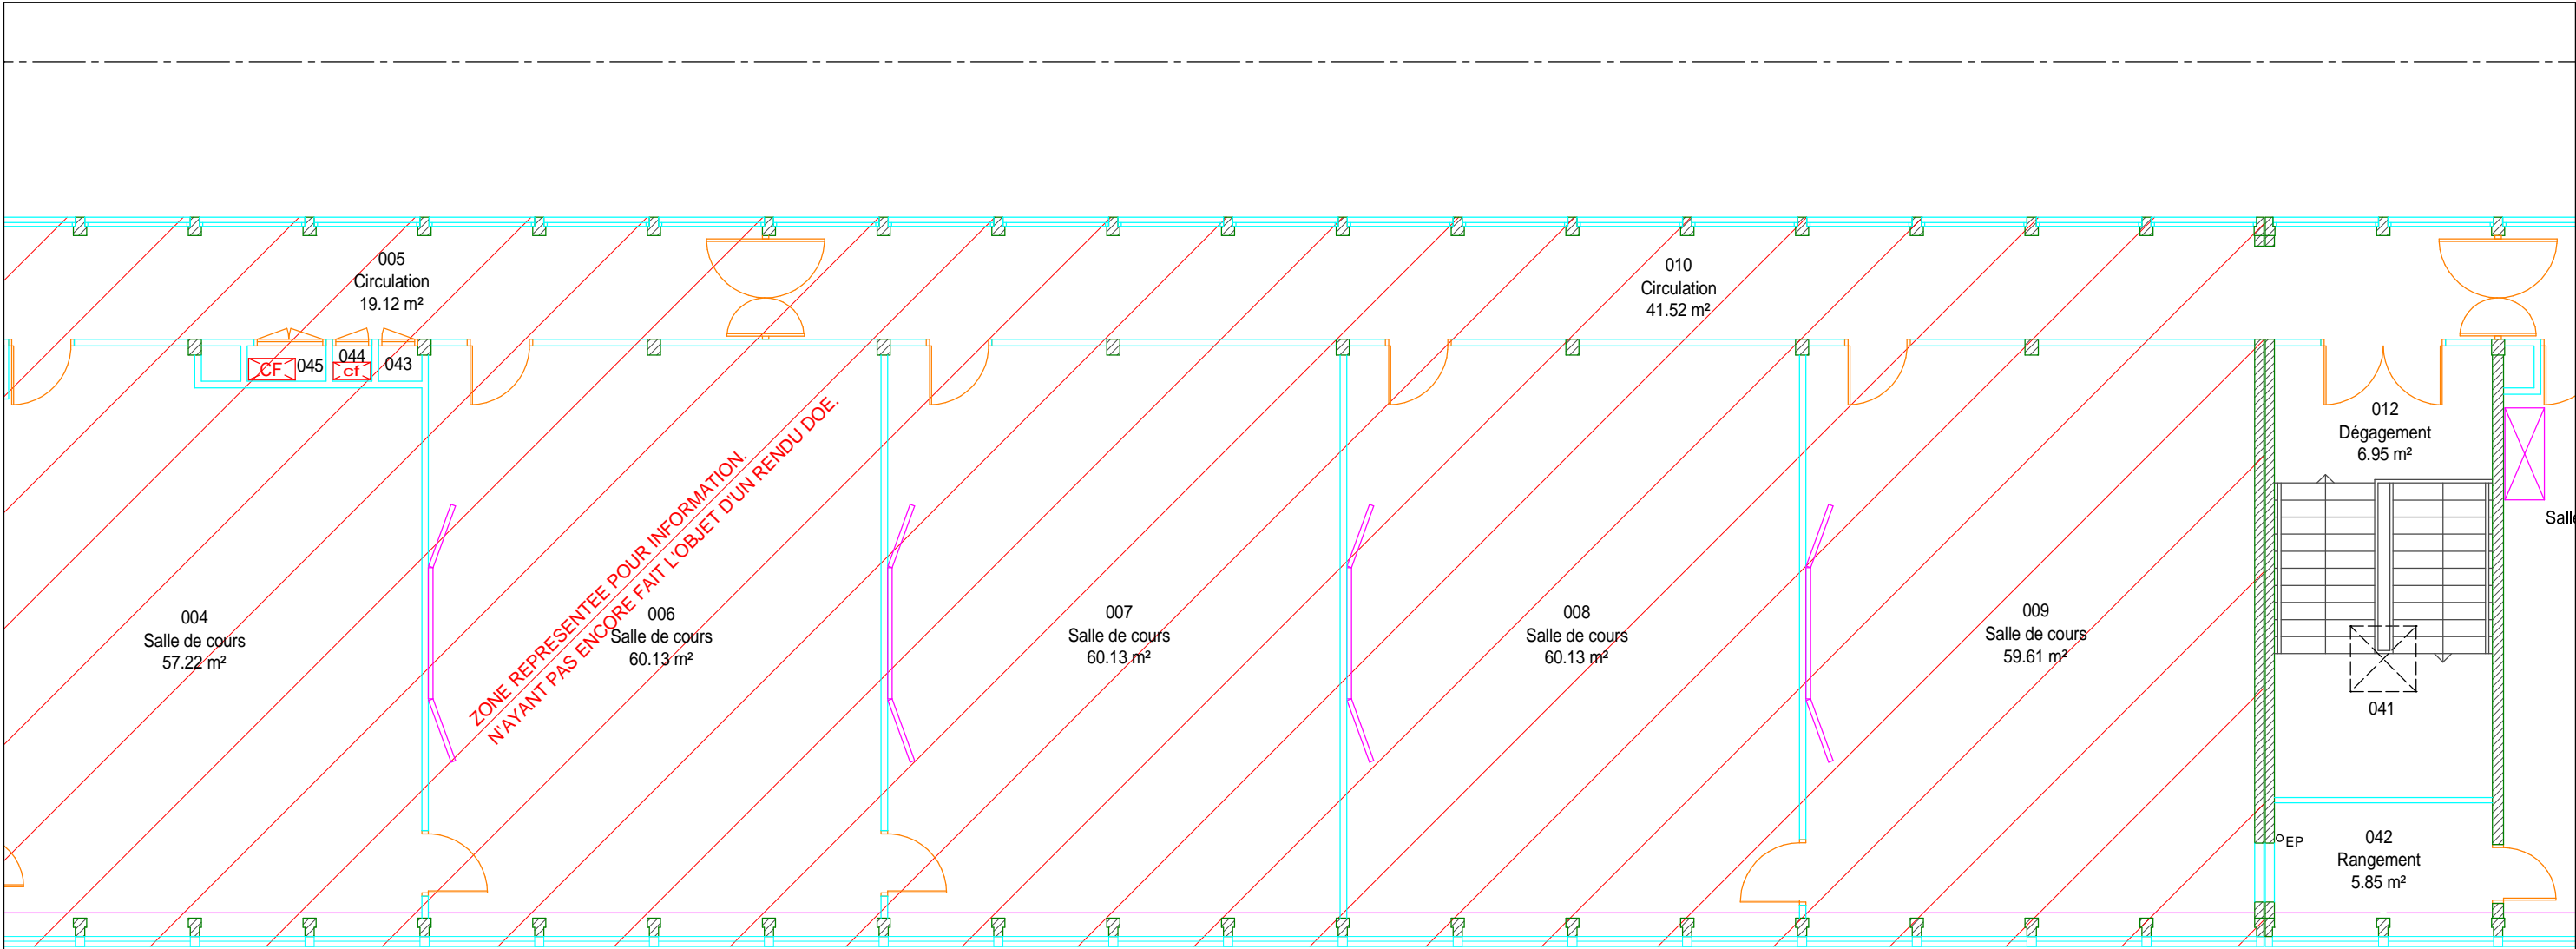 005
Circulation
19.12 m²
010
Circulation
41.52 m²
CF
045
044
cf
043
012
Dégagement
6.95 m²
ZONE REPRESENTEE POUR INFORMATION.
N'AYANT PAS ENCORE FAIT L'OBJET D'UN RENDU DOE.
Salle
004
Salle de cours
57.22 m²
006
Salle de cours
60.13 m²
007
Salle de cours
60.13 m²
008
Salle de cours
60.13 m²
009
Salle de cours
59.61 m²
041
EP
042
Rangement
5.85 m²